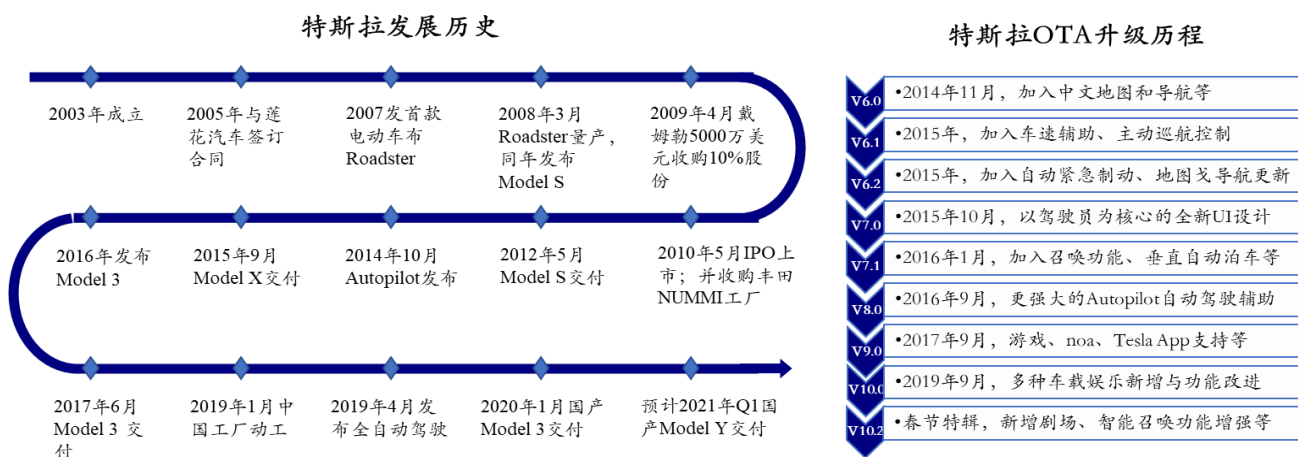 特斯拉发展历史
2003年成立
2005年与莲
花汽车签订
合同
2007发首款
电动车布
Roadster
2008年3月
Roadster量产，
同年发布
Model S
2009年4月戴
姆勒5000万美
元收购10%股
份
2016年发布
Model 3
2015年9月
Model X交付
2014年10月
Autopilot发布
2012年5月
Model S交付
2010年5月IPO上
市；并收购丰田
NUMMI工厂
2017年6月
Model 3 交
付
2019年1月中
国工厂动工
2019年4月发
布全自动驾驶
2020年1月国产
Model 3交付
预计2021年Q1国
产Model Y交付
特斯拉OTA升级历程
V6.0 •2014年11月，加入中文地图和导航等
V6.1 •2015年，加入车速辅助、主动巡航控制
V6.2 •2015年，加入自动紧急制动、地图戈导航更新
V7.0 •2015年10月，以驾驶员为核心的全新UI设计
V7.1 •2016年1月，加入召唤功能、垂直自动泊车等
V8.0 •2016年9月，更强大的Autopilot自动驾驶辅助
V9.0 •2017年9月，游戏、noa、Tesla App支持等
V10.0 •2019年9月，多种车载娱乐新增与功能改进
V10.2 •春节特辑，新增剧场、智能召唤功能增强等